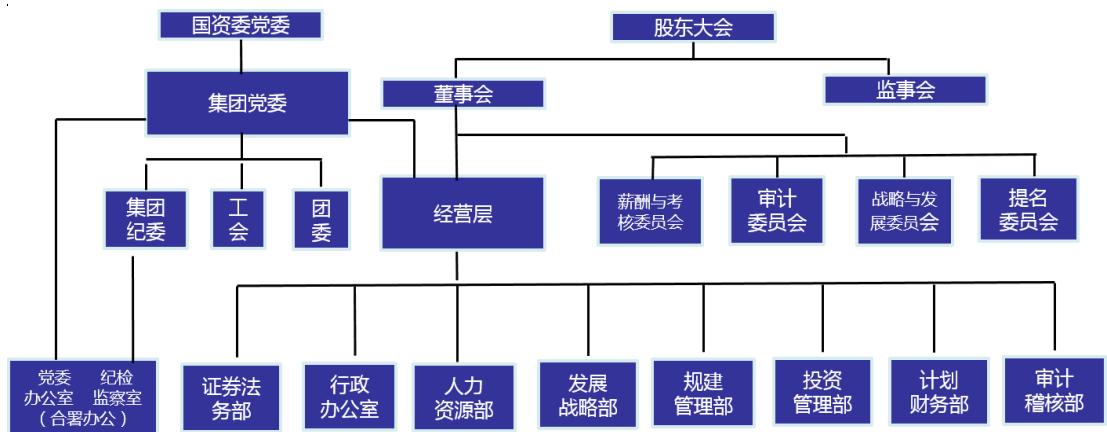 国资委党委
股东大会
集团党委
董事会
监事会
集团
纪委
工
会
团
委
经营层
薪酬与考
核委员会
审计
委员会
战略与发
展委员会
提名
委员会
党委 纪检
办公室 监察室
（合署办公）
证券法
务部
行政
办公室
人力
资源部
发展
战略部
规建
管理部
投资
管理部
计划
财务部
审计
稽核部